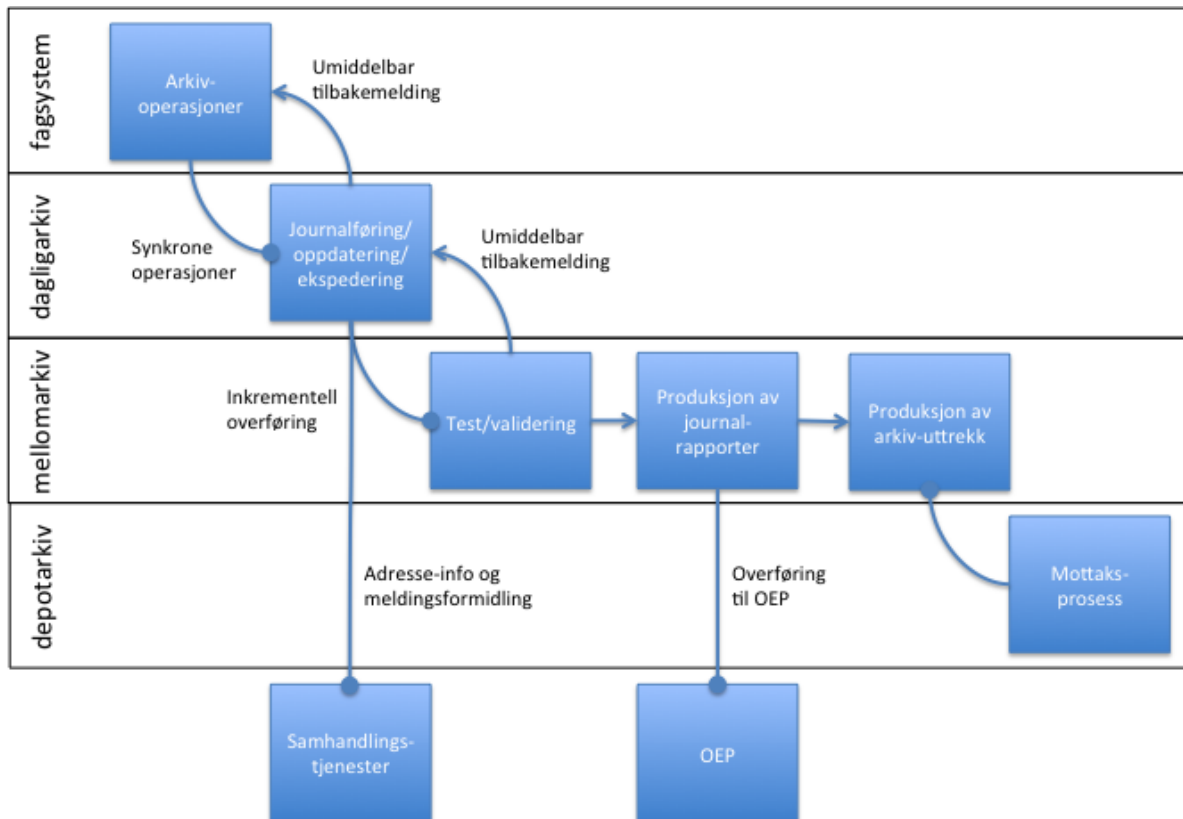 fagsystem
Arkiv-
operasjoner
Umiddelbar
tilbakemelding
dagligarkiv
Synkrone
operasjoner
Journalføring/
oppdatering/
ekspedering
Umiddelbar
tilbakemelding
mellomarkiv
Inkrementell
overføring
Test/validering
Produksjon av
journal-
rapporter
Produksjon av
arkiv-uttrekk
depotarkiv
Adresse-info og
meldingsformidling
Overføring
til OEP
Mottaks-
prosess
Samhandlings-
tjenester
OEP